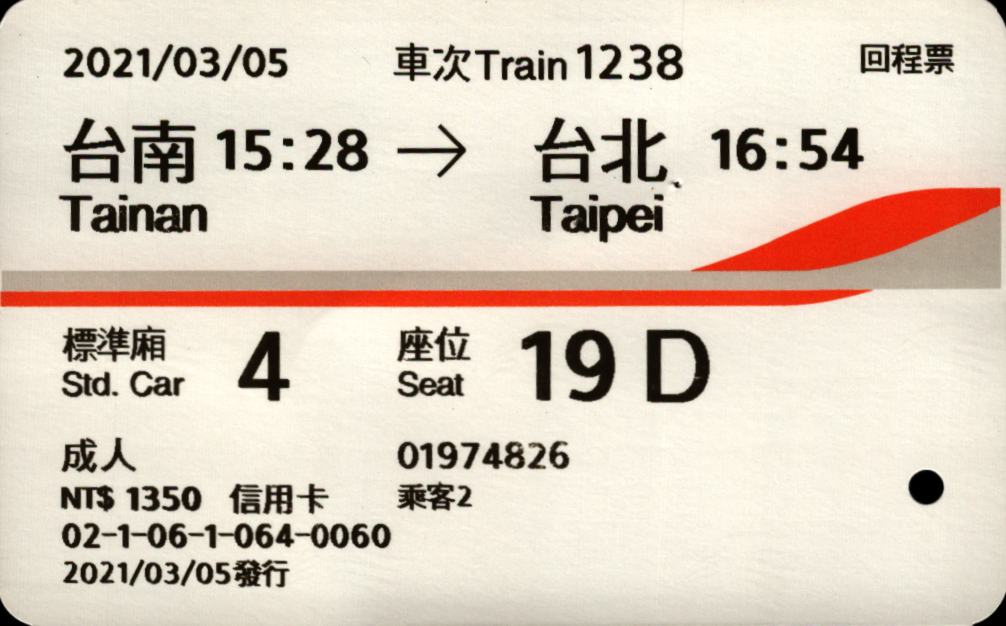 2021/03/05 車次Train 1238 回程票
台南 15:28 → 台北 16:54
Tainan Taipei
標準廂 座位
Std. Car 4 Seat 19 D
成人 01974826
NT$ 1350 信用卡 乘客2
02-1-06-1-064-0060
2021/03/05發行